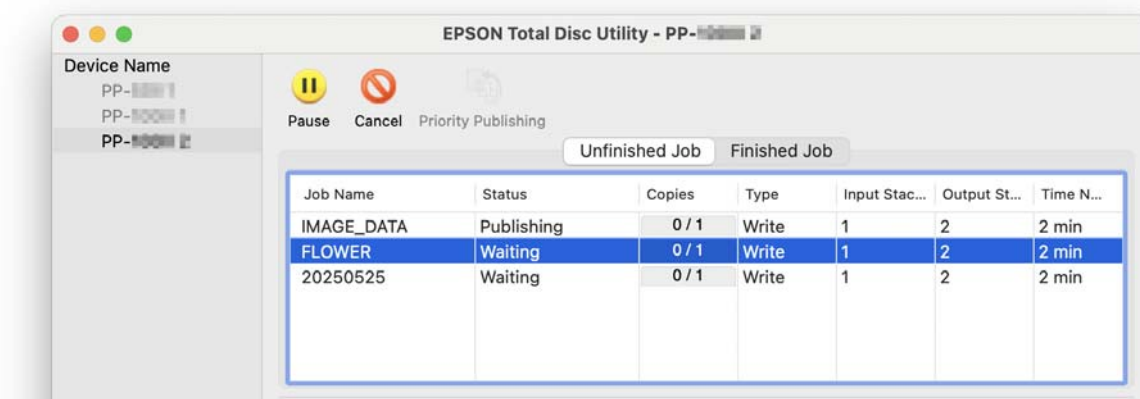 EPSON Total Disc Utility - PP-
Device Name
PP-
PP-
PP-
Pause Cancel Priority Publishing
Unfinished Job Finished Job
Job Name Status Copies Type Input Stac... Output St... Time N...
IMAGE_DATA Publishing 0 / 1 Write 1 2 2 min
FLOWER Waiting 0 / 1 Write 1 2 2 min
20250525 Waiting 0 / 1 Write 1 2 2 min